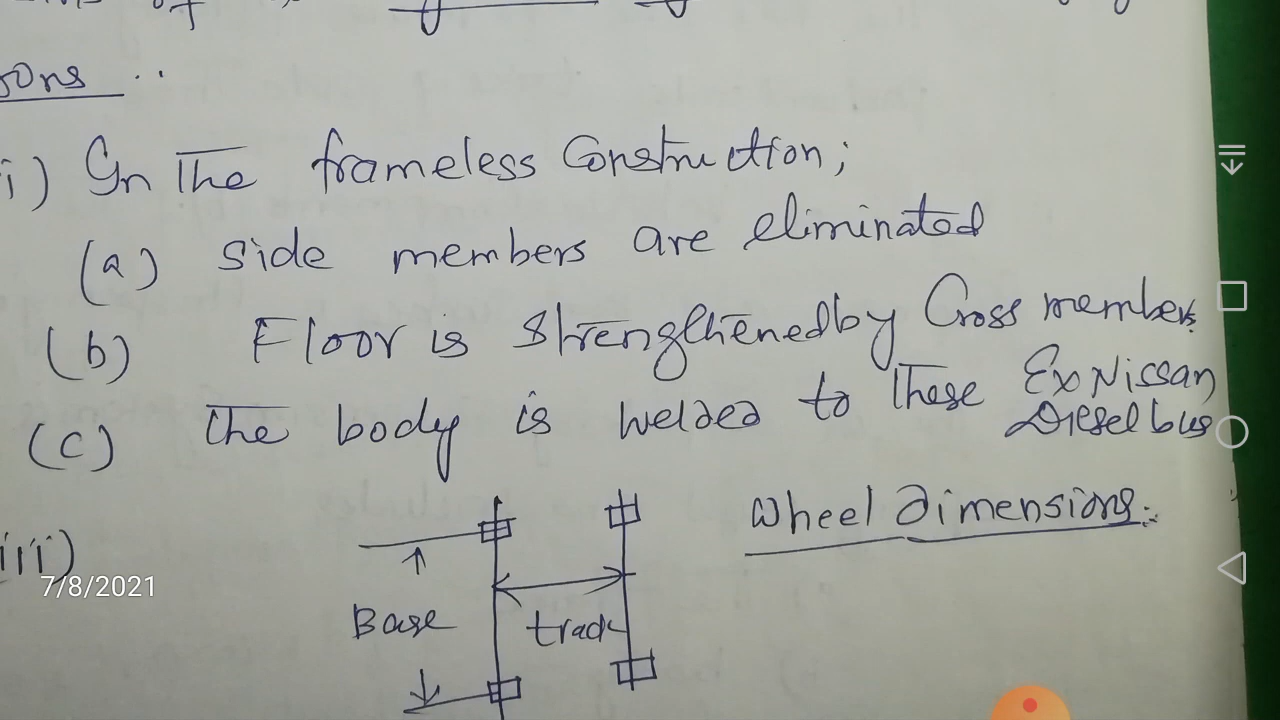 i) In The frameless Construction;
(a) Side members are eliminated
(b) Floor is Strengthened by Cross members
(c) The body is welded to These Ex Nissan
Diesel bus
Wheel Dimensions:
iii)
7/8/2021
Base
track